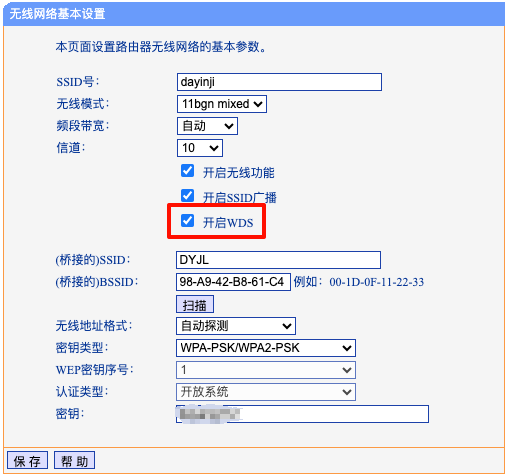 无线网络基本设置
本页面设置路由器无线网络的基本参数。
SSID号： dayinji
无线模式： 11bgn mixed
频段带宽： 自动
信道： 10
开启无线功能
开启SSID广播
开启WDS
(桥接的)SSID: DYJL
(桥接的)BSSID: 98-A9-42-B8-61-C4 例如：00-1D-0F-11-22-33
扫描
无线地址格式： 自动探测
密钥类型： WPA-PSK/WPA2-PSK
WEP密钥序号： 1
认证类型： 开放系统
密钥：
保 存 帮 助